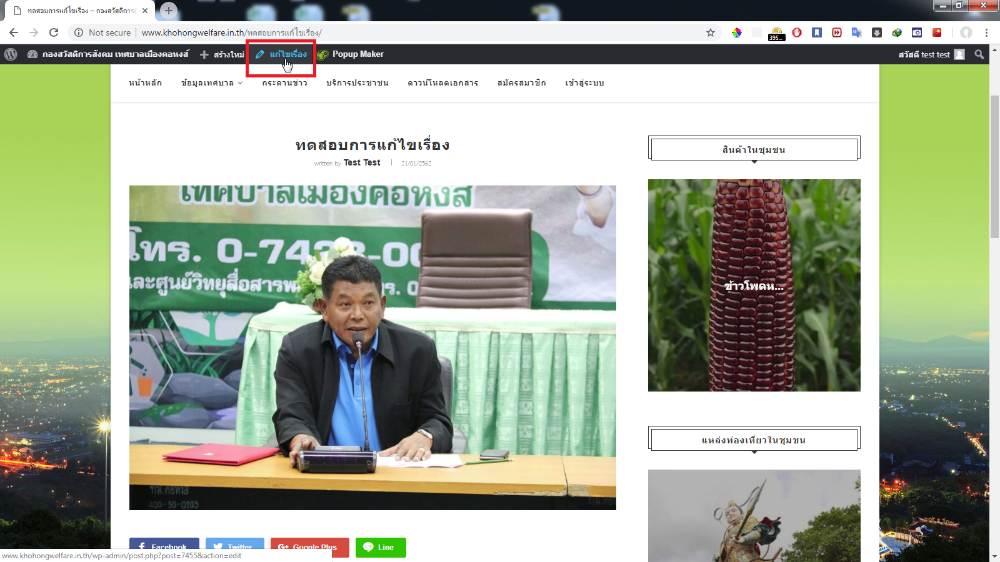 ทดสอบการแก้ไขเรื่อง – กองสวัสดิการสั
Not secure www.khohongwelfare.in.th/ทดสอบการแก้ไขเรื่อง/
395...
กองสวัสดิการสังคม เทศบาลเมืองคอหงส์ สร้างใหม่ แก้ไขเรื่อง Popup Maker สวัสดี test test
หน้าหลัก ข้อมูลเทศบาล กระดานข่าว บริการประชาชน ดาวน์โหลดเอกสาร สมัครสมาชิก เข้าสู่ระบบ
ทดสอบการแก้ไขเรื่อง
written by Test Test 21/01/2562
เทศบาลเมืองคอหงส์
โทร. 0-7422-00
และศูนย์วิทยุสื่อสาร
ทม.คอหงส์
400-50-0203
Facebook Twitter Google Plus Line
สินค้าในชุมชน
ข้าวโพดห...
แหล่งท่องเที่ยวในชุมชน
www.khohongwelfare.in.th/wp-admin/post.php?post=7455&action=edit